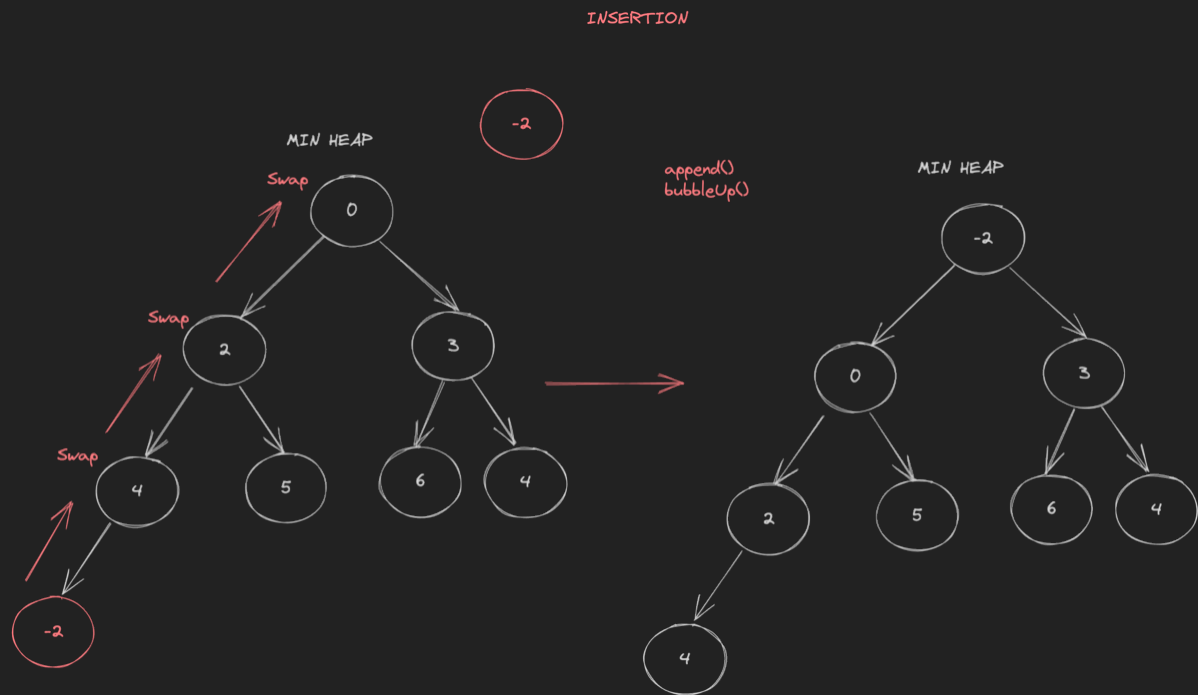 INSERTION
-2
MIN HEAP
Swap
0
Swap
2
3
Swap
4
5
6
4
-2
append()
bubbleUp()
MIN HEAP
-2
0
3
2
5
6
4
4